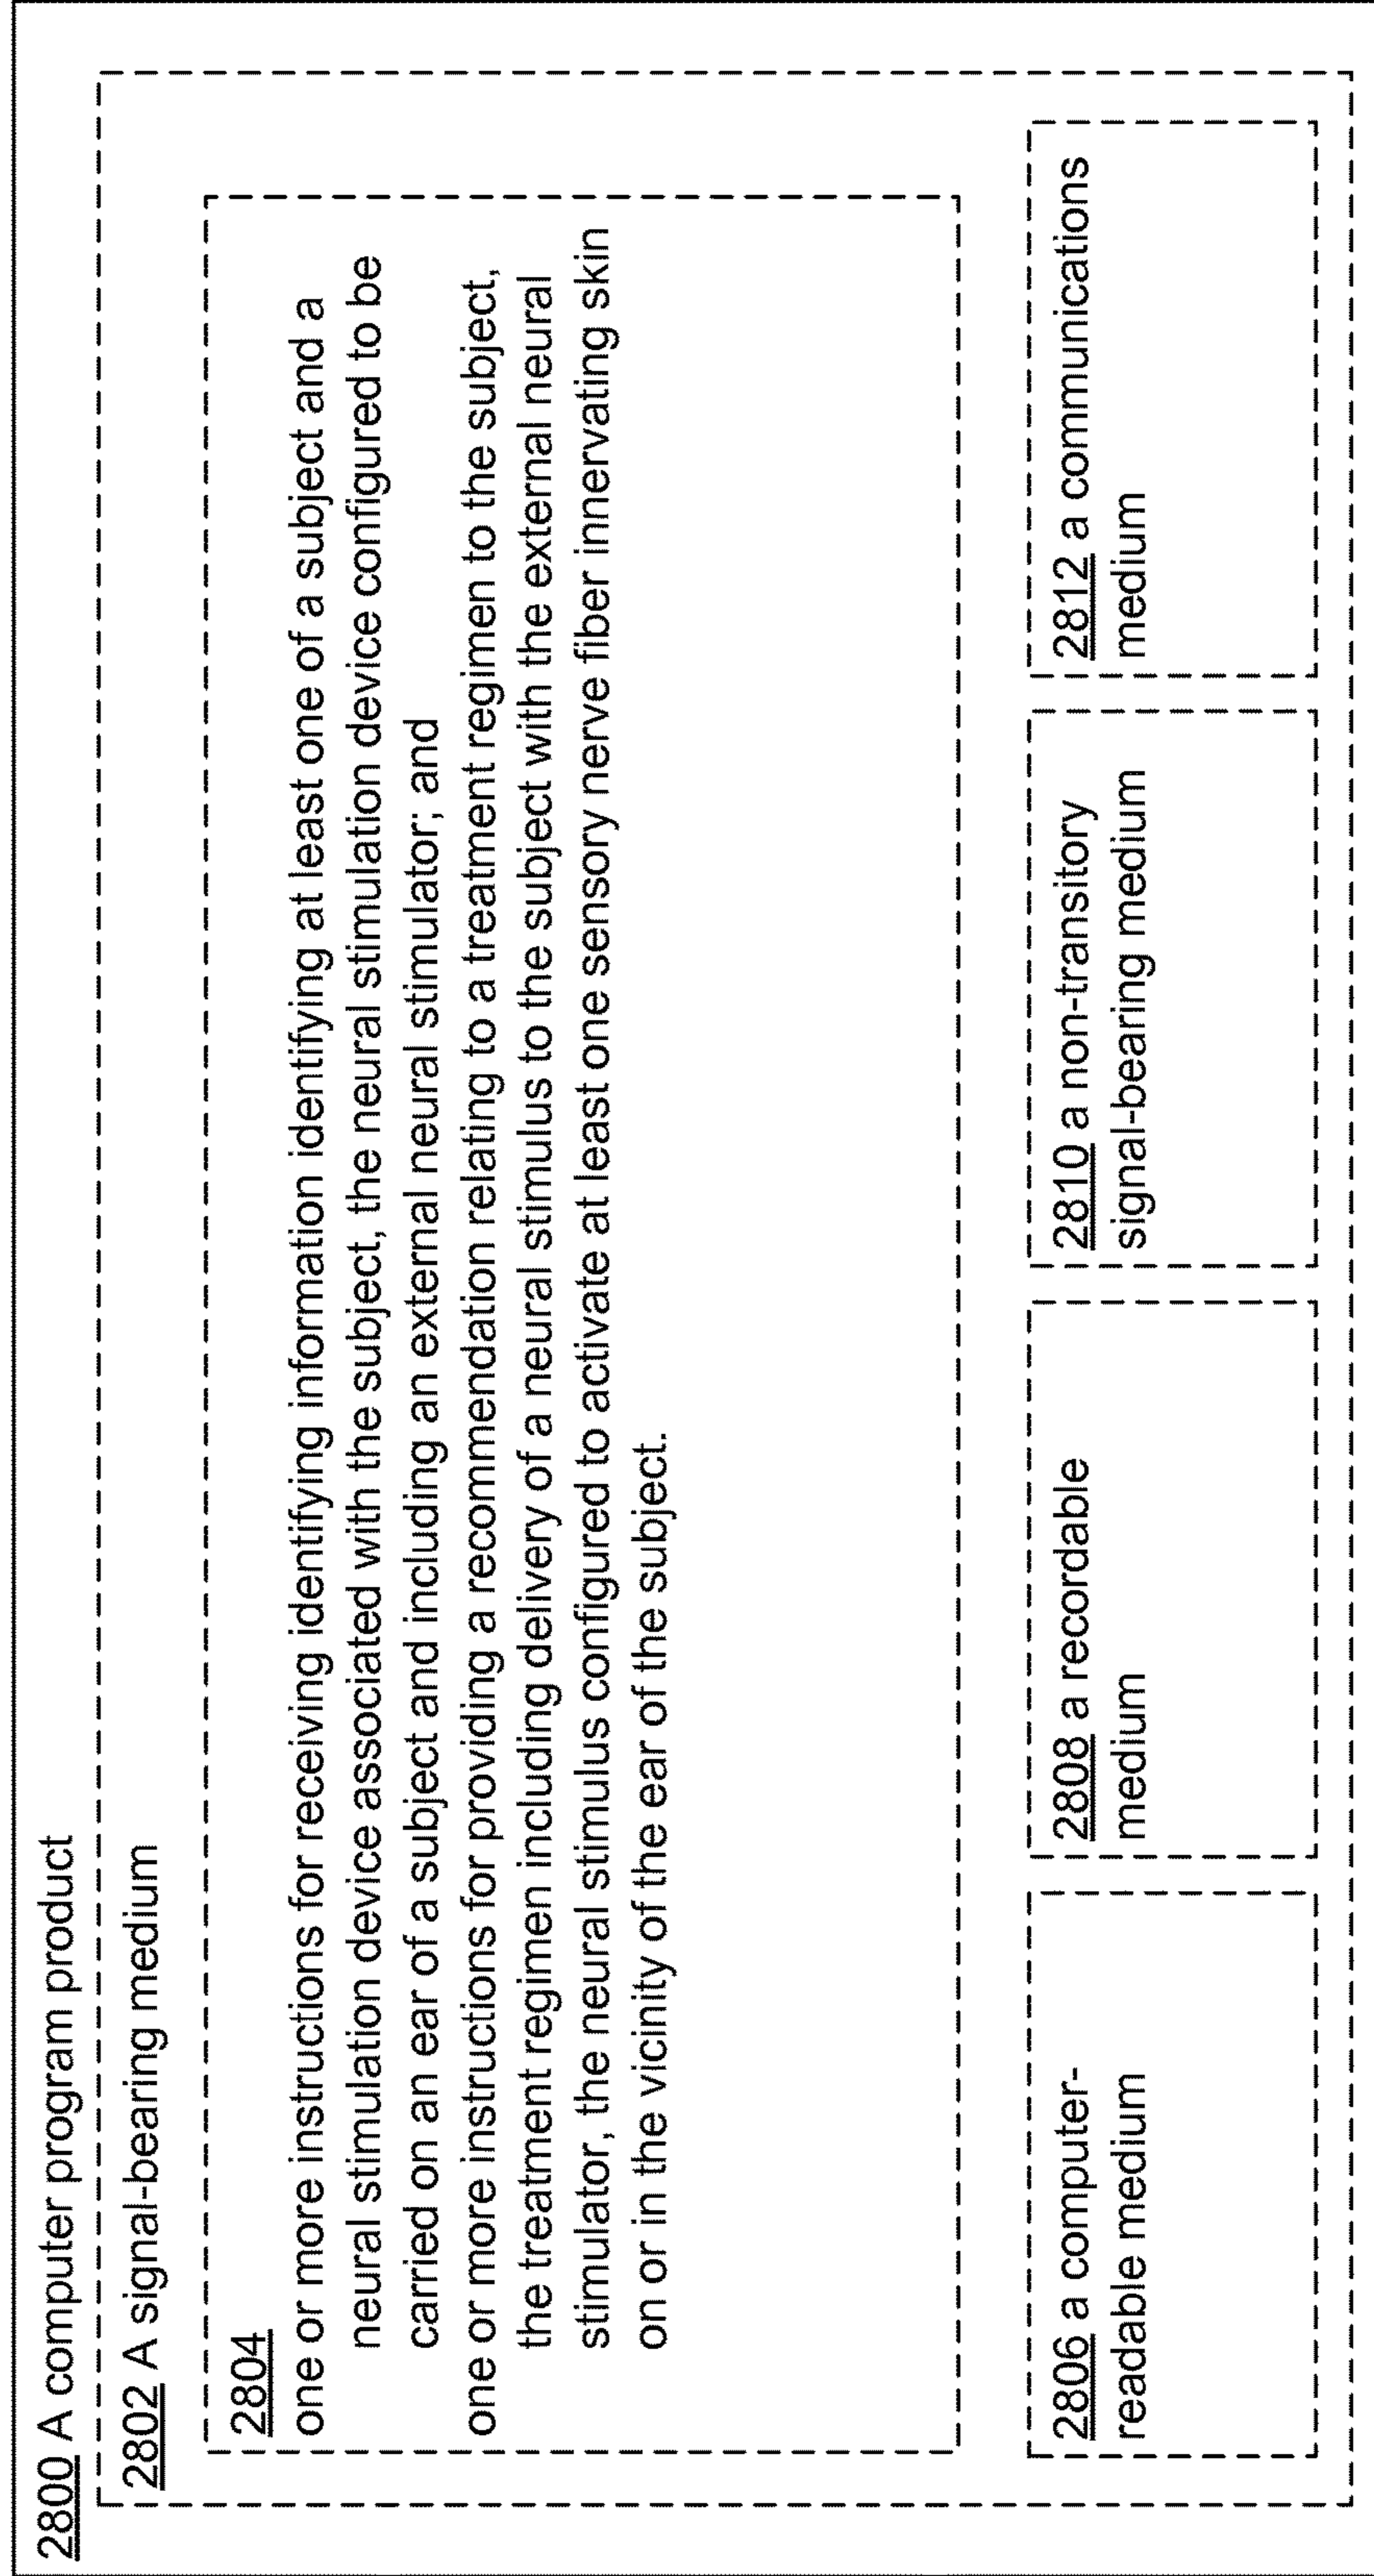 2800 A computer program product
2802 A signal-bearing medium
2804
one or more instructions for receiving identifying information identifying at least one of a subject and a
neural stimulation device associated with the subject, the neural stimulation device configured to be
carried on an ear of a subject and including an external neural stimulator; and
one or more instructions for providing a recommendation relating to a treatment regimen to the subject,
the treatment regimen including delivery of a neural stimulus to the subject with the external neural
stimulator, the neural stimulus configured to activate at least one sensory nerve fiber innervating skin
on or in the vicinity of the ear of the subject.
2806 a computer-
readable medium
2808 a recordable
medium
2810 a non-transitory
signal-bearing medium
2812 a communications
medium